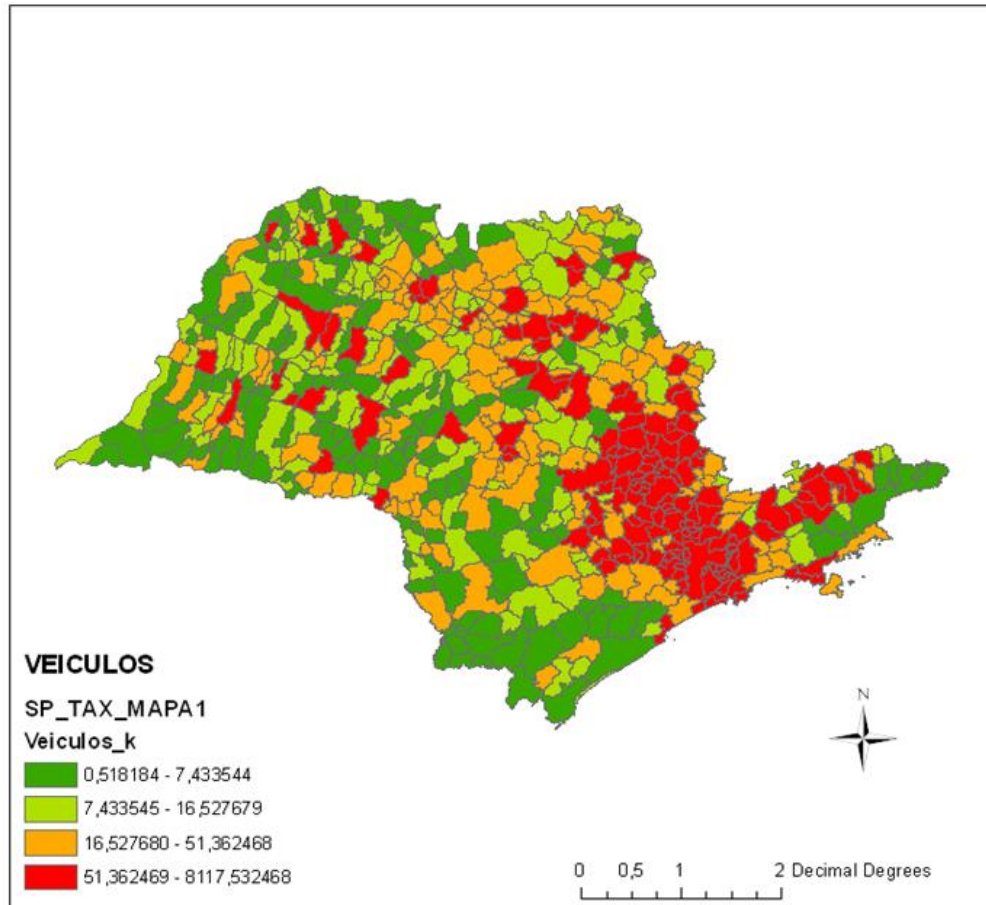 N
VEICULOS
SP_TAX_MAPA1
Veiculos_k
0,518184 - 7,433544
7,433545 - 16,527679
16,527680 - 51,362468
51,362469 - 8117,532468
0 0,5 1 2 Decimal Degrees